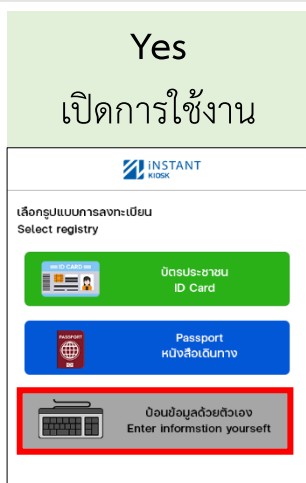 Yes
เปิดการใช้งาน
INSTANT
KIOSK
เลือกรูปแบบการลงทะเบียน
Select registry
ID CARD
บัตรประชาชน
ID Card
PASSPORT
Passport
หนังสือเดินทาง
ป้อนข้อมูลด้วยตัวเอง
Enter informstion yourseft